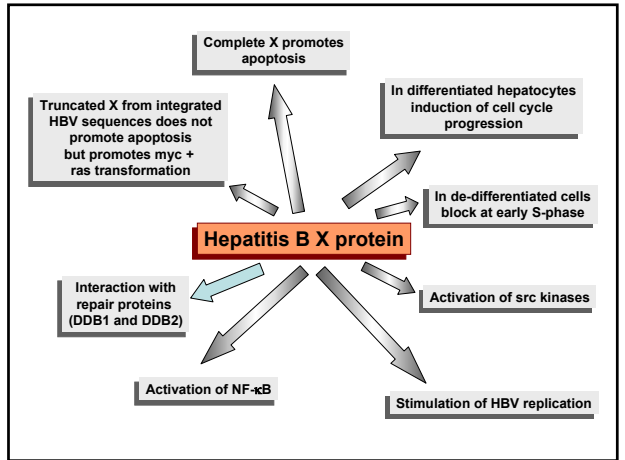 Complete X promotes
apoptosis
In differentiated hepatocytes
induction of cell cycle
progression
Truncated X from integrated
HBV sequences does not
promote apoptosis
but promotes myc +
ras transformation
In de-differentiated cells
block at early S-phase
Hepatitis B X protein
Interaction with
repair proteins
(DDB1 and DDB2)
Activation of src kinases
Activation of NF-κB
Stimulation of HBV replication